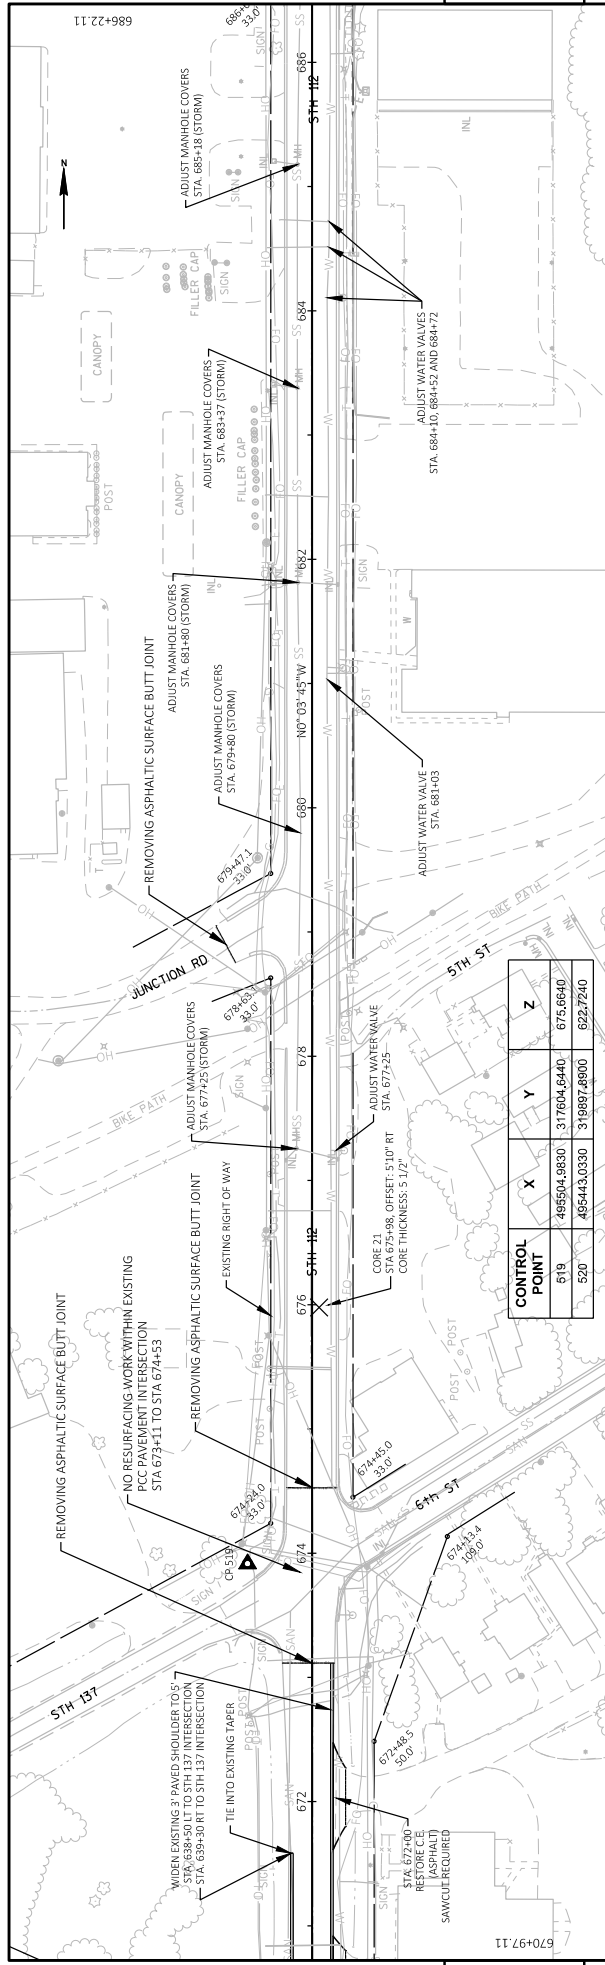 686+22.11
N
ADJUST MANHOLE COVERS
STA. 685+18 (STORM)
STH 112
686
684
FILLER CAP
SIGN
CANOPY
ADJUST MANHOLE COVERS
STA. 683+37 (STORM)
ADJUST WATER VALVES
STA. 684+10, 684+52 AND 684+72
INL
POST
CANOPY
FILLER CAP
682
ADJUST MANHOLE COVERS
STA. 681+80 (STORM)
SIGN
N0° 03' 45"W
ADJUST MANHOLE COVERS
STA. 679+80 (STORM)
REMOVING ASPHALTIC SURFACE BUTT JOINT
680
ADJUST WATER VALVE
STA. 681+03
679+47.1
33.0'
JUNCTION RD
678+63.4
33.0'
BIKE PATH
5TH ST
678
ADJUST MANHOLE COVERS
STA. 677+25 (STORM)
BIKE PATH
SIGN
ADJUST WATER VALVE
STA. 677+25
EXISTING RIGHT OF WAY
REMOVING ASPHALTIC SURFACE BUTT JOINT
STH 112
676
CORE 21
STA 675+98, OFFSET: 5'10" RT
CORE THICKNESS: 5 1/2"
NO RESURFACING WORK WITHIN EXISTING
PCC PAVEMENT INTERSECTION
STA 673+11 TO STA 674+53
REMOVING ASPHALTIC SURFACE BUTT JOINT
674+24.0
33.0'
CP 519
674
674+45.0
33.0'
6th ST
674+13.4
109.0'
STH 137
WIDEN EXISTING 3' PAVED SHOULDER TO 5'
STA. 638+50 LT TO STH 137 INTERSECTION
STA. 639+30 RT TO STH 137 INTERSECTION
TIE INTO EXISTING TAPER
672
672+48.5
50.0'
STA. 672+00
RESTORE C.E.
(ASPHALT)
SAWCUT REQUIRED
670+97.11
CONTROL POINT X Y Z
519 495504.9830 317604.6440 675.6640
520 495443.0330 319897.8900 622.7240